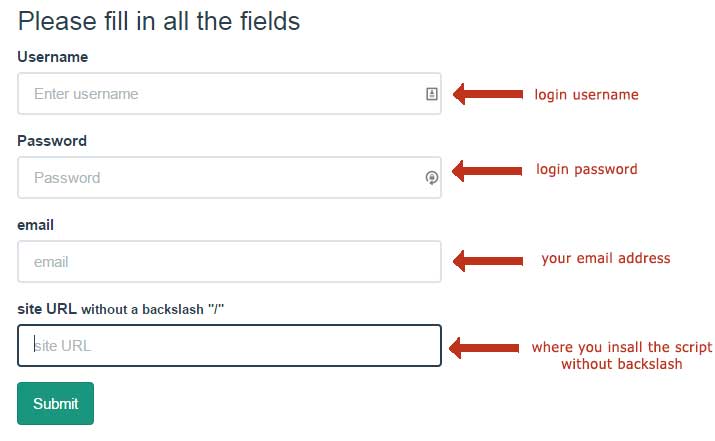 Please fill in all the fields
Username
Enter username
login username
Password
Password
login password
email
email
your email address
site URL without a backslash "/"
site URL
where you insall the script
without backslash
Submit